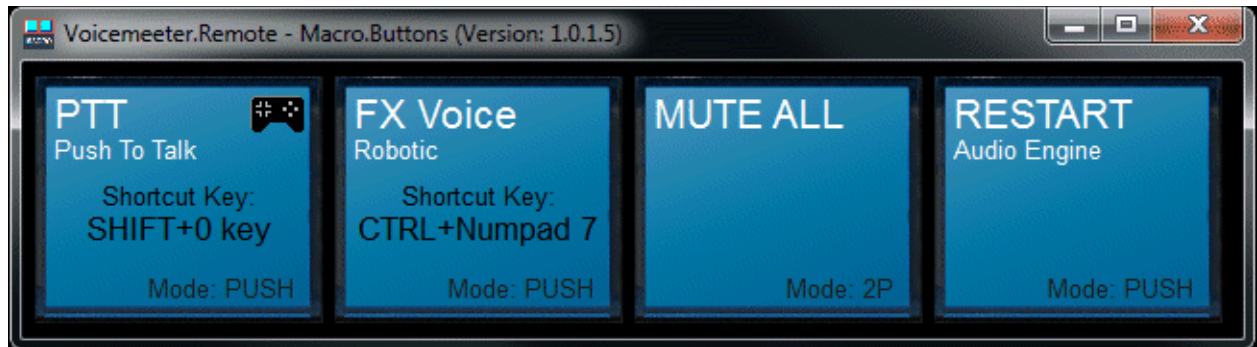 Voicemeeter.Remote - Macro.Buttons (Version: 1.0.1.5)
PTT
Push To Talk
Shortcut Key:
SHIFT+0 key
Mode: PUSH
FX Voice
Robotic
Shortcut Key:
CTRL+Numpad 7
Mode: PUSH
MUTE ALL
Mode: 2P
RESTART
Audio Engine
Mode: PUSH